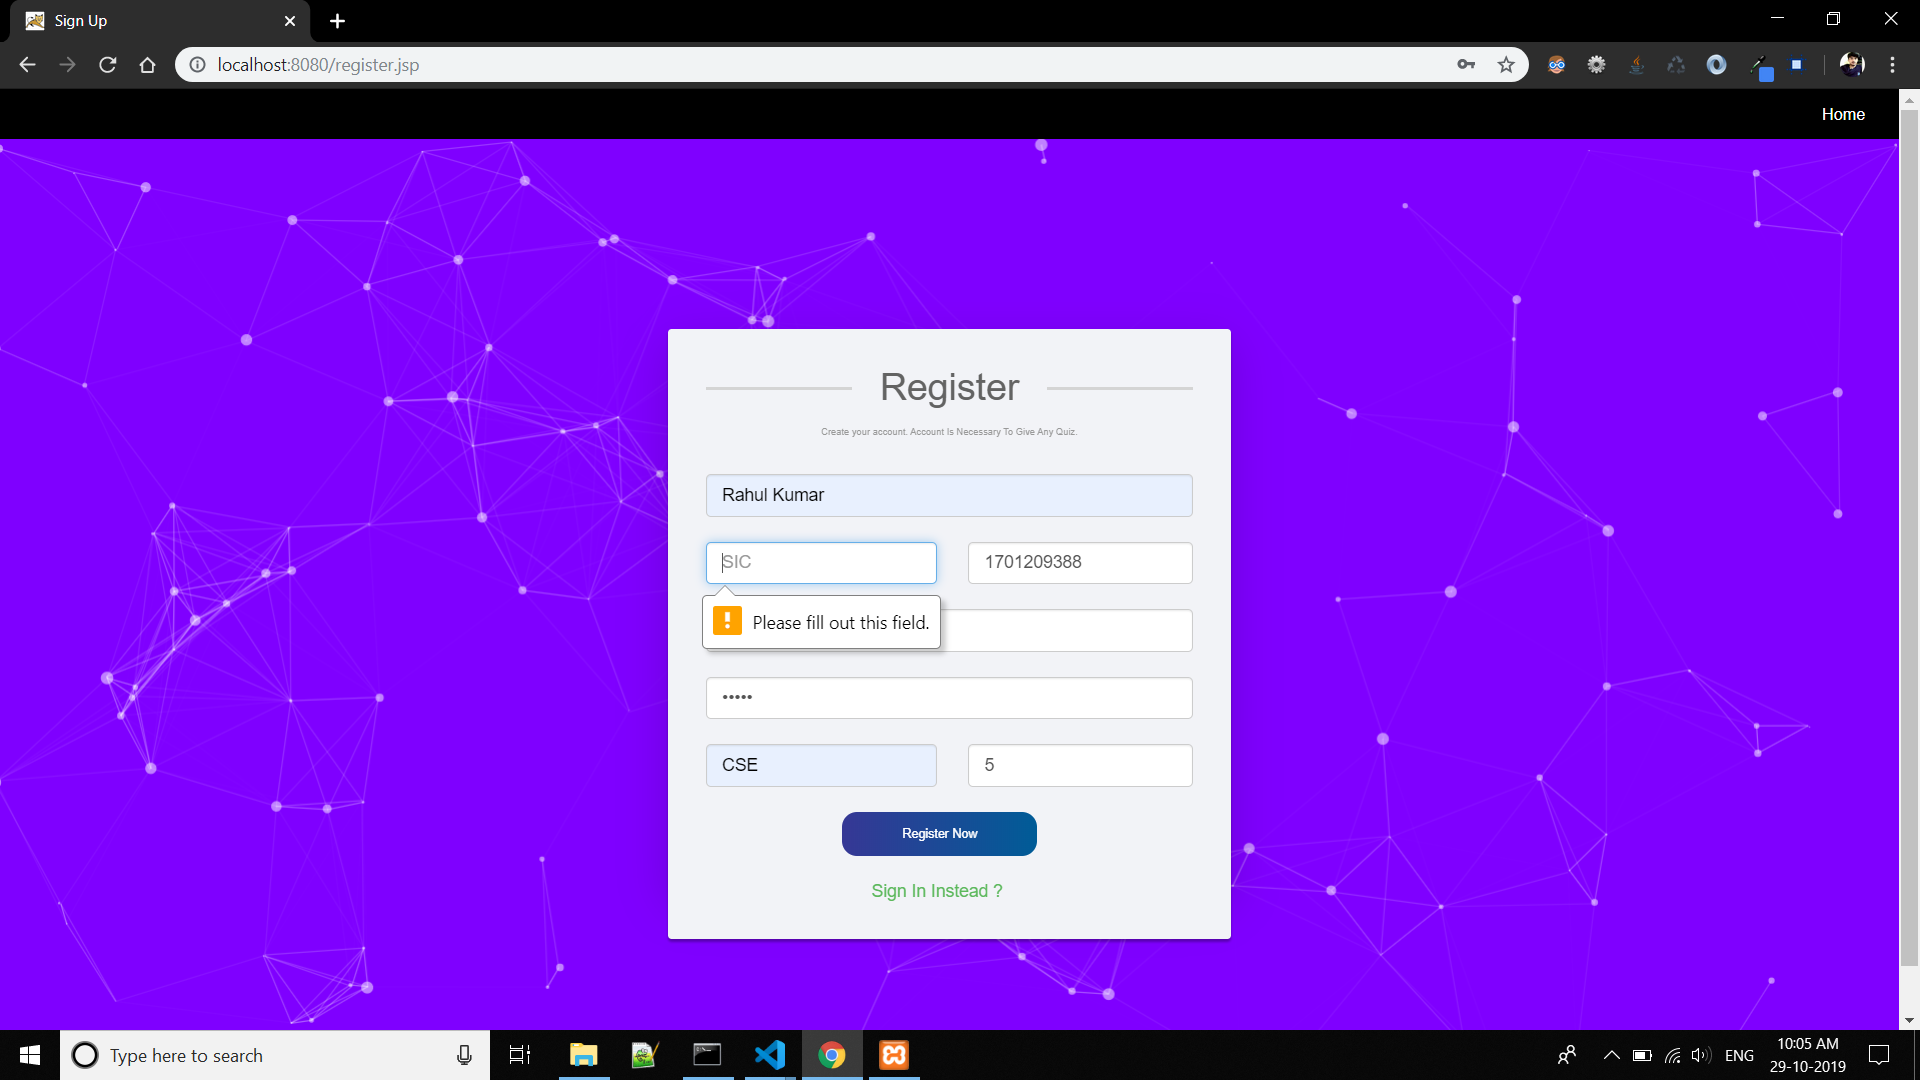 Sign Up
localhost:8080/register.jsp
Home
Register
Create your account. Account Is Necessary To Give Any Quiz.
Rahul Kumar
SIC
1701209388
Please fill out this field.
•••••
CSE
5
Register Now
Sign In Instead ?
Type here to search
ENG
10:05 AM
29-10-2019